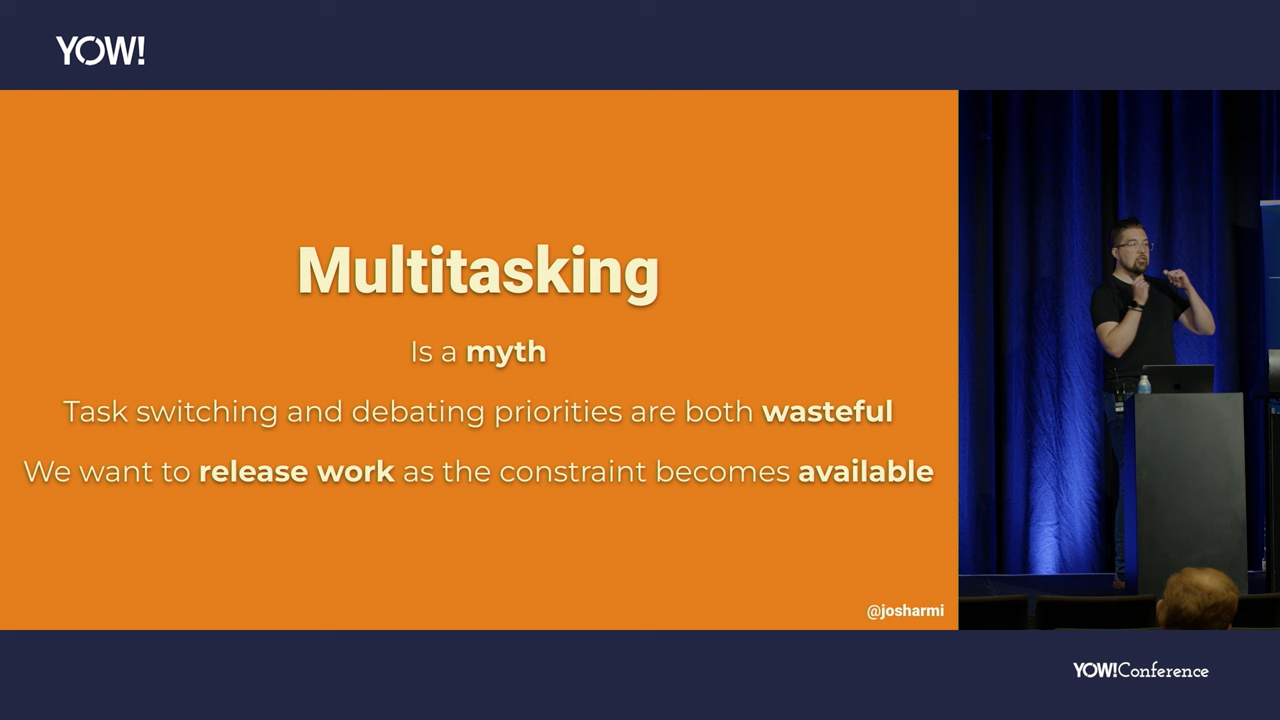 YOW!
Multitasking
Is a myth
Task switching and debating priorities are both wasteful
We want to release work as the constraint becomes available
@josharmi
YOW!Conference